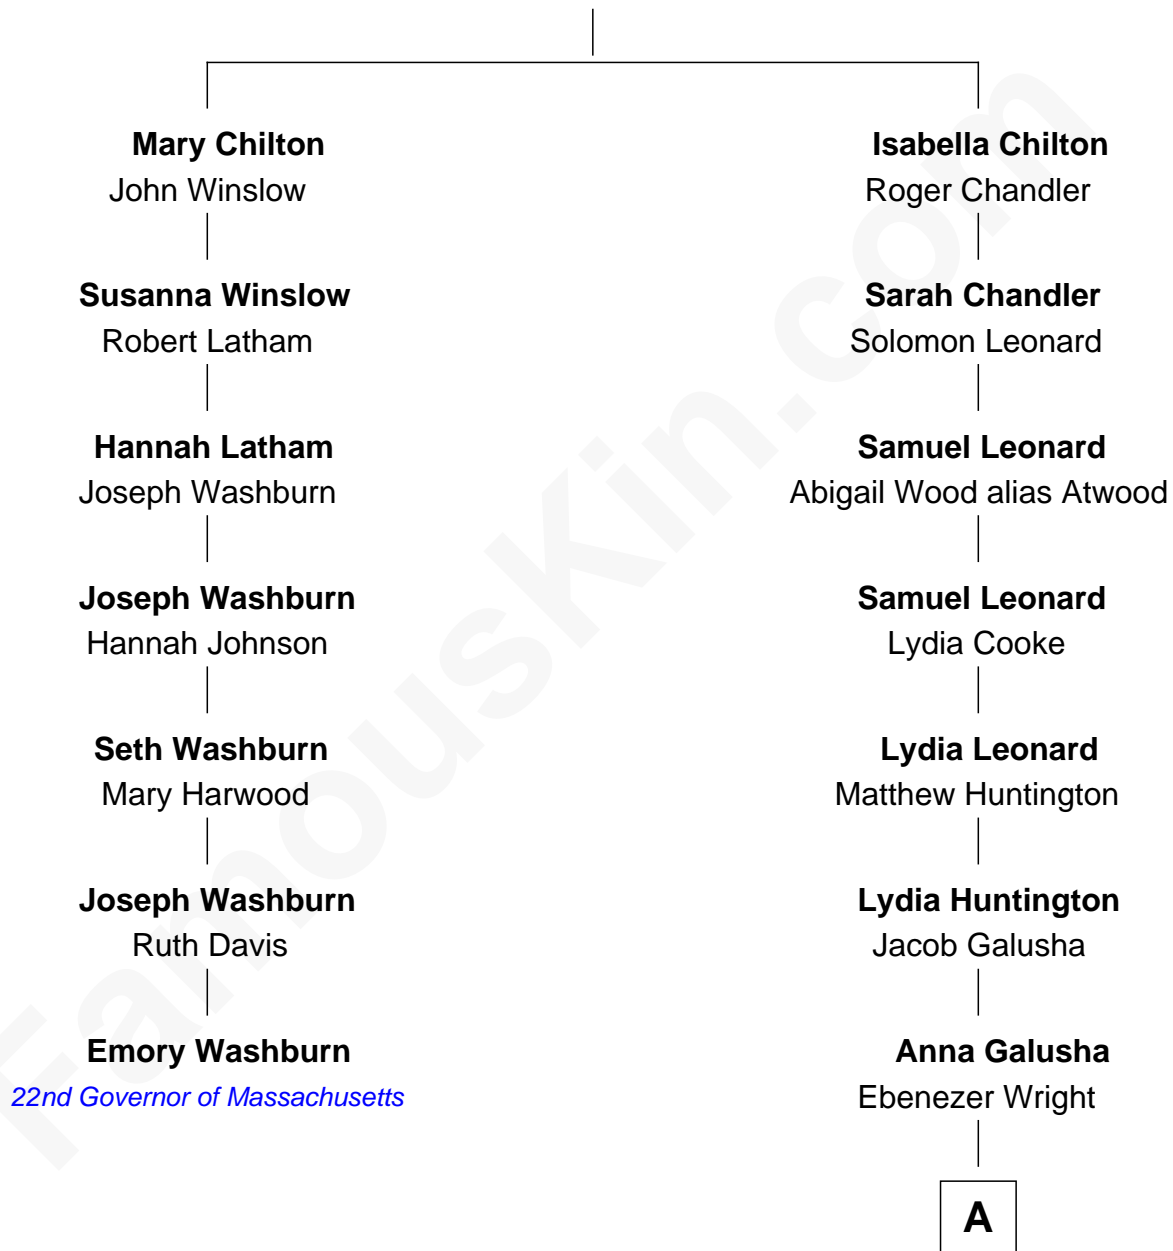 Mary Chilton
John Winslow
Isabella Chilton
Roger Chandler
Susanna Winslow
Robert Latham
Sarah Chandler
Solomon Leonard
Hannah Latham
Joseph Washburn
Samuel Leonard
Abigail Wood alias Atwood
Joseph Washburn
Hannah Johnson
Samuel Leonard
Lydia Cooke
Seth Washburn
Mary Harwood
Lydia Leonard
Matthew Huntington
Joseph Washburn
Ruth Davis
Lydia Huntington
Jacob Galusha
Emory Washburn
22nd Governor of Massachusetts
Anna Galusha
Ebenezer Wright
A
FamousKin.com